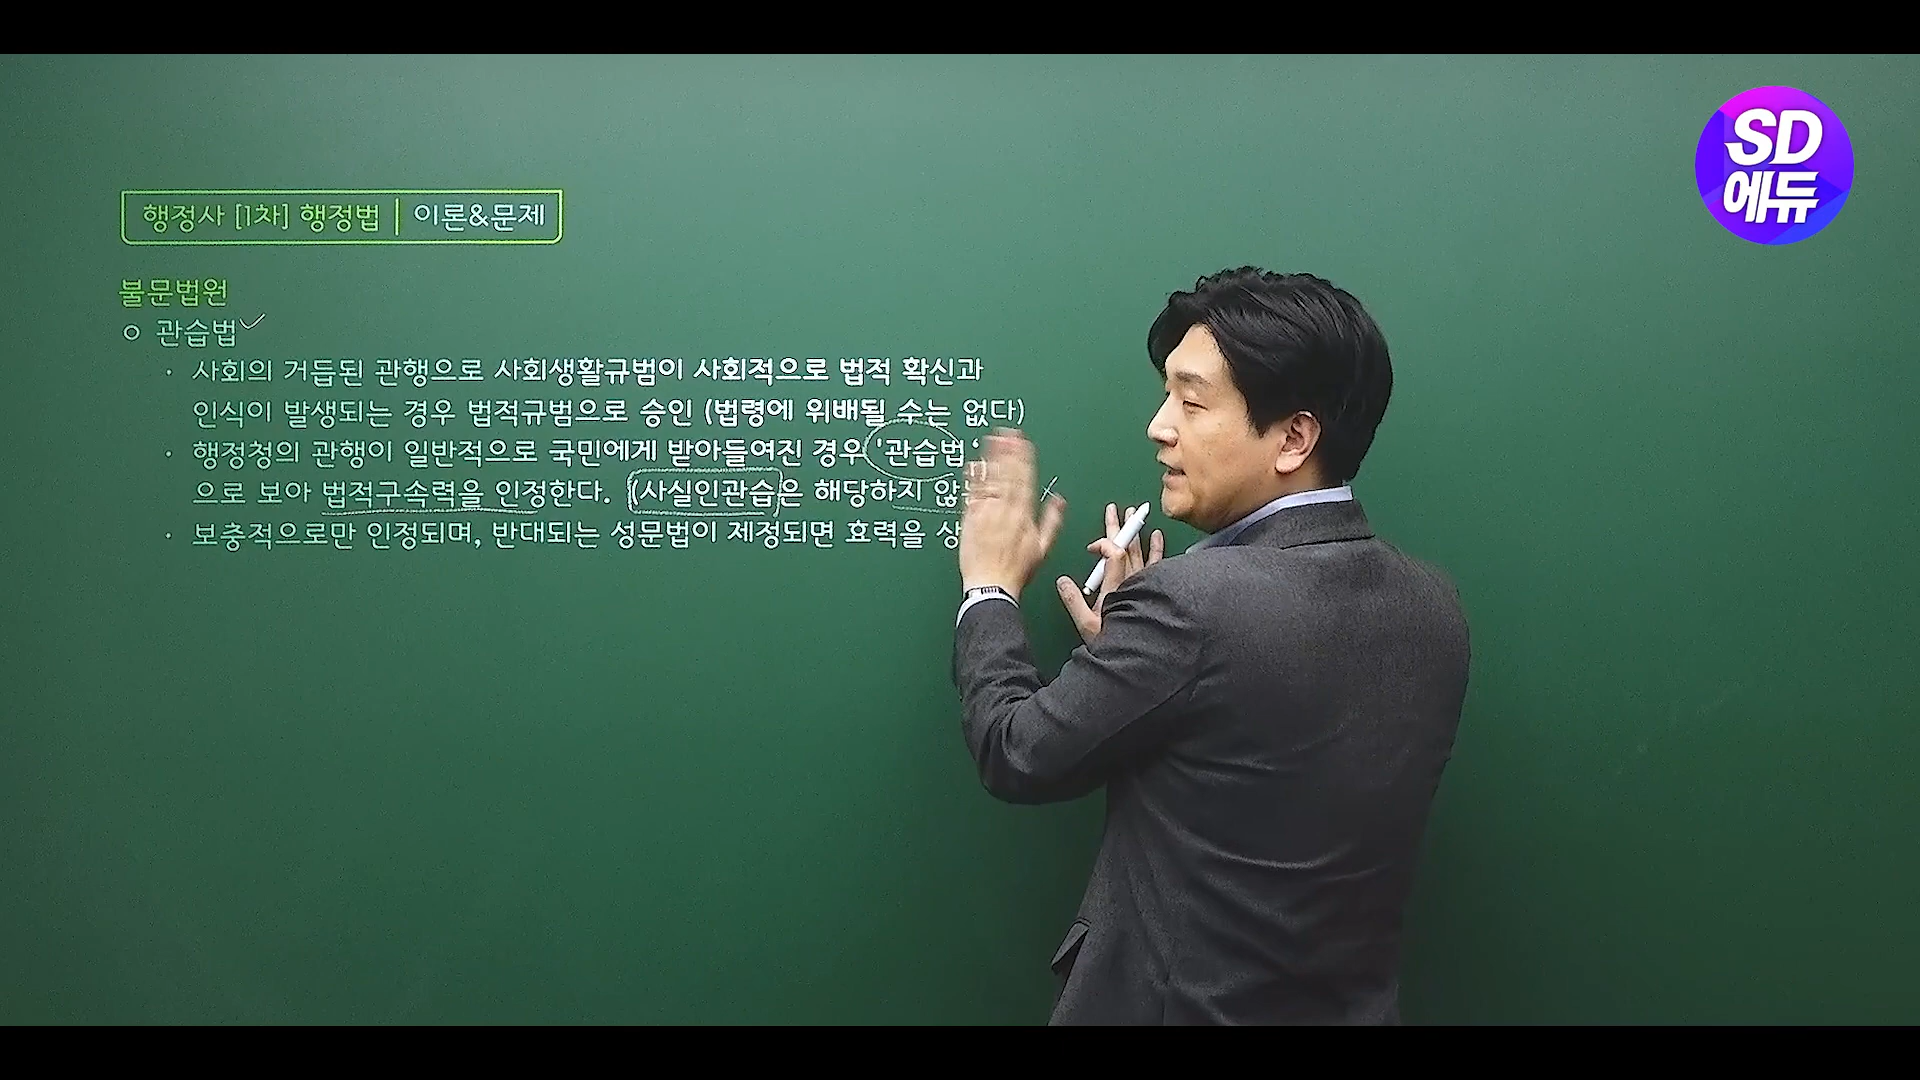 SD
에듀
행정사 [1차] 행정법 | 이론&문제
불문법원
○ 관습법
· 사회의 거듭된 관행으로 사회생활규범이 사회적으로 법적 확신과
인식이 발생되는 경우 법적규범으로 승인 (법령에 위배될 수는 없다)
· 행정청의 관행이 일반적으로 국민에게 받아들여진 경우 '관습법‘
으로 보아 법적구속력을 인정한다. (사실인관습은 해당하지
· 보충적으로만 인정되며, 반대되는 성문법이 제정되면 효력을